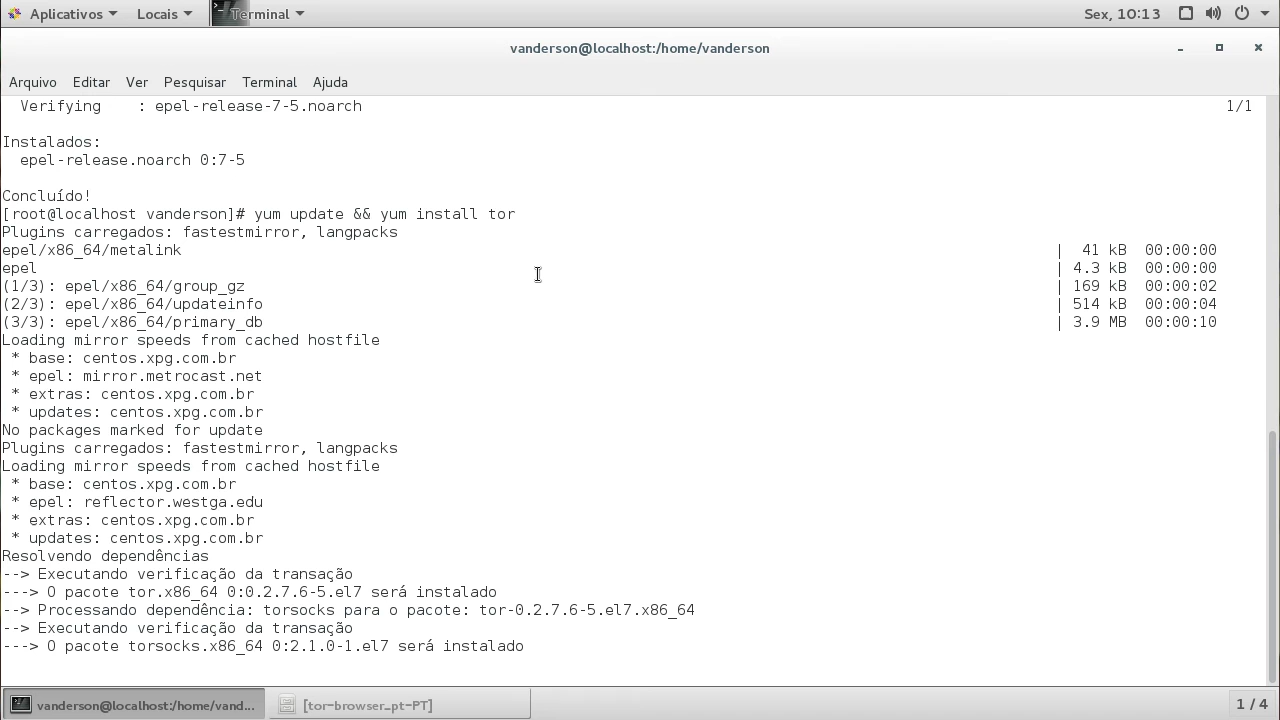 Aplicativos Locais Terminal Sex, 10:13
vanderson@localhost:/home/vanderson
Arquivo Editar Ver Pesquisar Terminal Ajuda
  Verifying    : epel-release-7-5.noarch 1/1
Instalados:
  epel-release.noarch 0:7-5
Concluído!
[root@localhost vanderson]# yum update && yum install tor
Plugins carregados: fastestmirror, langpacks
epel/x86_64/metalink | 41 kB 00:00:00
epel | 4.3 kB 00:00:00
(1/3): epel/x86_64/group_gz | 169 kB 00:00:02
(2/3): epel/x86_64/updateinfo | 514 kB 00:00:04
(3/3): epel/x86_64/primary_db | 3.9 MB 00:00:10
Loading mirror speeds from cached hostfile
 * base: centos.xpg.com.br
 * epel: mirror.metrocast.net
 * extras: centos.xpg.com.br
 * updates: centos.xpg.com.br
No packages marked for update
Plugins carregados: fastestmirror, langpacks
Loading mirror speeds from cached hostfile
 * base: centos.xpg.com.br
 * epel: reflector.westga.edu
 * extras: centos.xpg.com.br
 * updates: centos.xpg.com.br
Resolvendo dependências
--> Executando verificação da transação
---> O pacote tor.x86_64 0:0.2.7.6-5.el7 será instalado
--> Processando dependência: torsocks para o pacote: tor-0.2.7.6-5.el7.x86_64
--> Executando verificação da transação
---> O pacote torsocks.x86_64 0:2.1.0-1.el7 será instalado
vanderson@localhost:/home/vand... [tor-browser_pt-PT] 1 / 4